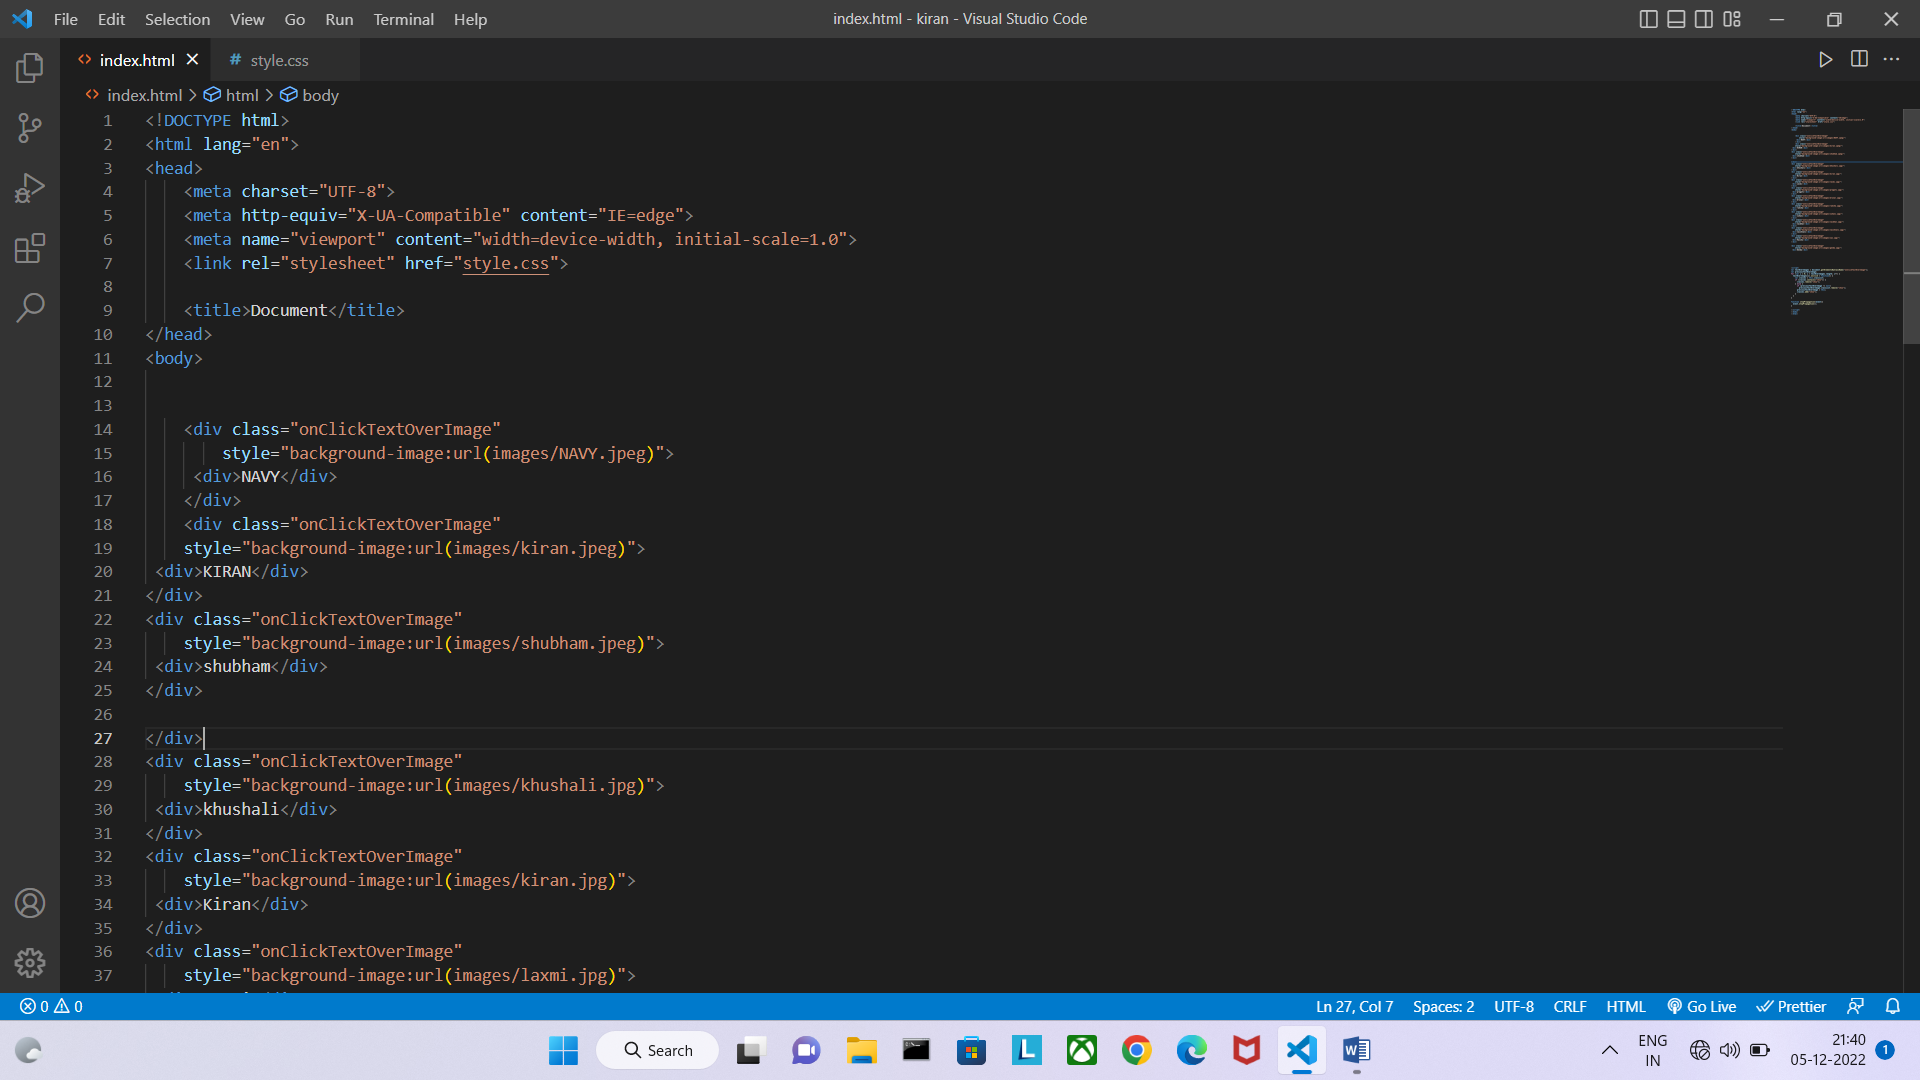 File Edit Selection View Go Run Terminal Help
index.html - kiran - Visual Studio Code
index.html
# style.css
index.html > html > body
1 <!DOCTYPE html>
2 <html lang="en">
3 <head>
4 <meta charset="UTF-8">
5 <meta http-equiv="X-UA-Compatible" content="IE=edge">
6 <meta name="viewport" content="width=device-width, initial-scale=1.0">
7 <link rel="stylesheet" href="style.css">
8
9 <title>Document</title>
10 </head>
11 <body>
12
13
14 <div class="onClickTextOverImage"
15 style="background-image:url(images/NAVY.jpeg)">
16 <div>NAVY</div>
17 </div>
18 <div class="onClickTextOverImage"
19 style="background-image:url(images/kiran.jpeg)">
20 <div>KIRAN</div>
21 </div>
22 <div class="onClickTextOverImage"
23 style="background-image:url(images/shubham.jpeg)">
24 <div>shubham</div>
25 </div>
26
27 </div>
28 <div class="onClickTextOverImage"
29 style="background-image:url(images/khushali.jpg)">
30 <div>khushali</div>
31 </div>
32 <div class="onClickTextOverImage"
33 style="background-image:url(images/kiran.jpg)">
34 <div>Kiran</div>
35 </div>
36 <div class="onClickTextOverImage"
37 style="background-image:url(images/laxmi.jpg)">
0 0
Ln 27, Col 7 Spaces: 2 UTF-8 CRLF HTML Go Live Prettier
Search
ENG
IN
21:40
05-12-2022
1